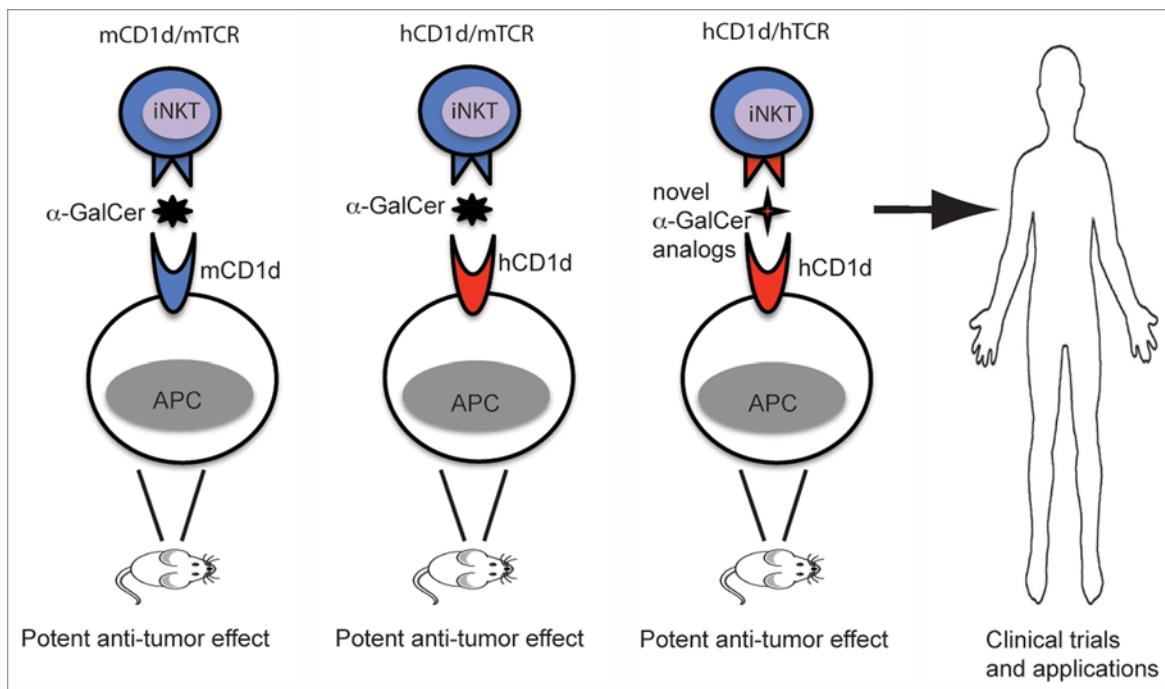 mCD1d/mTCR
iNKT
α-GalCer
mCD1d
APC
Potent anti-tumor effect
hCD1d/mTCR
iNKT
α-GalCer
hCD1d
APC
Potent anti-tumor effect
hCD1d/hTCR
iNKT
novel
α-GalCer
analogs
hCD1d
APC
Potent anti-tumor effect
Clinical trials
and applications